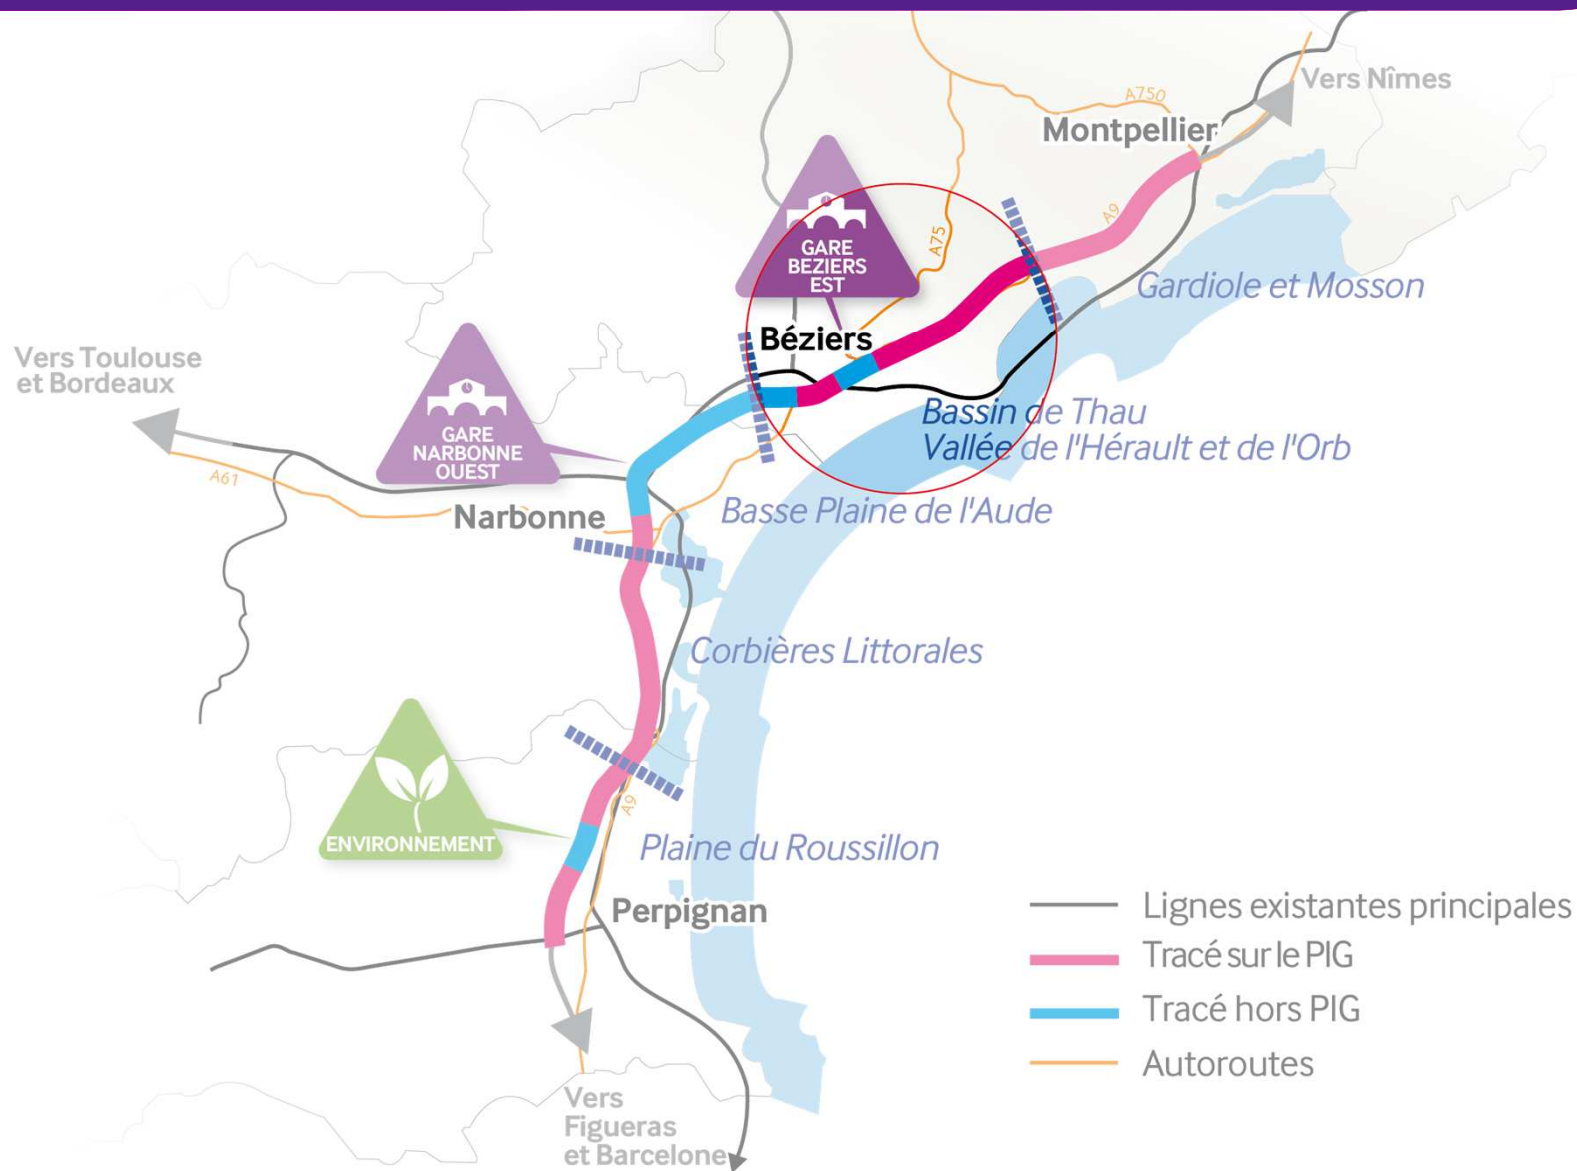 Vers Nîmes
A750
Montpellier
A9
A75
GARE
BEZIERS
EST
Gardiole et Mosson
Béziers
Vers Toulouse
et Bordeaux
GARE
NARBONNE
OUEST
Bassin de Thau
Vallée de l'Hérault et de l'Orb
A61
Narbonne
Basse Plaine de l'Aude
Corbières Littorales
A9
ENVIRONNEMENT
Plaine du Roussillon
Perpignan
Lignes existantes principales
Tracé sur le PIG
Tracé hors PIG
Autoroutes
Vers
Figueras
et Barcelone